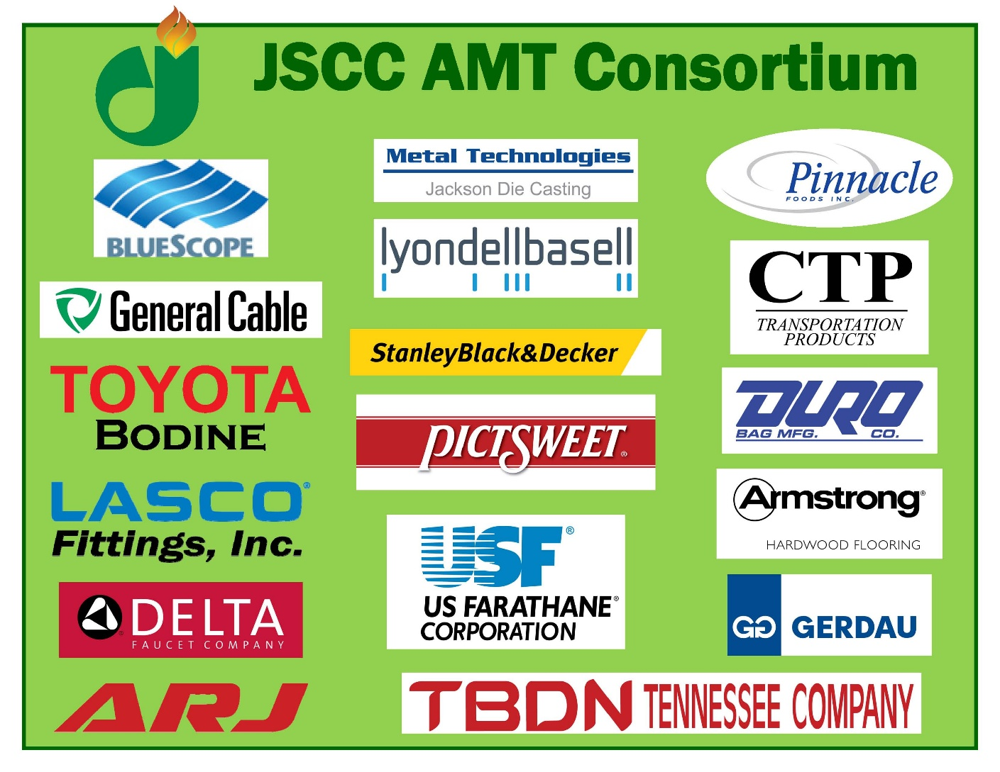 JSCC AMT Consortium
BLUESCOPE
General Cable
TOYOTA
BODINE
LASCO®
Fittings, Inc.
DELTA
FAUCET COMPANY
ARJ
Metal Technologies
Jackson Die Casting
lyondellbasell
StanleyBlack&Decker
PICTSWEET®
USF®
US FARATHANE®
CORPORATION
Pinnacle
FOODS INC.
CTP
TRANSPORTATION
PRODUCTS
DURO
BAG MFG. CO.
Armstrong®
HARDWOOD FLOORING
GERDAU
TBDN TENNESSEE COMPANY